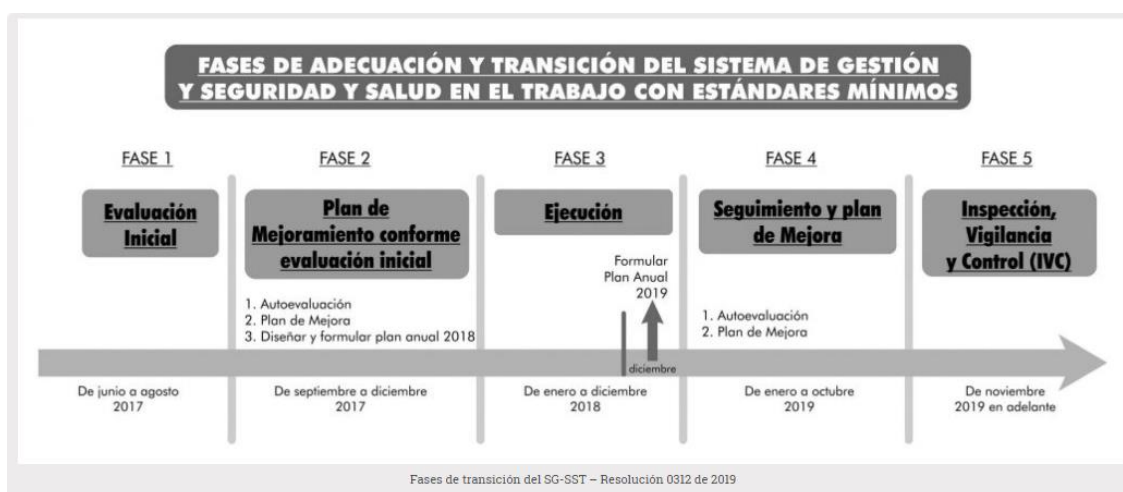 FASES DE ADECUACIÓN Y TRANSICIÓN DEL SISTEMA DE GESTIÓN
Y SEGURIDAD Y SALUD EN EL TRABAJO CON ESTÁNDARES MÍNIMOS
FASE 1
Evaluación
Inicial
De junio a agosto
2017
FASE 2
Plan de
Mejoramiento conforme
evaluación inicial
1. Autoevaluación
2. Plan de Mejora
3. Diseñar y formular plan anual 2018
De septiembre a diciembre
2017
FASE 3
Ejecución
Formular
Plan Anual
2019
diciembre
De enero a diciembre
2018
FASE 4
Seguimiento y plan
de Mejora
1. Autoevaluación
2. Plan de Mejora
De enero a octubre
2019
FASE 5
Inspección,
Vigilancia
y Control (IVC)
De noviembre
2019 en adelante
Fases de transición del SG-SST – Resolución 0312 de 2019